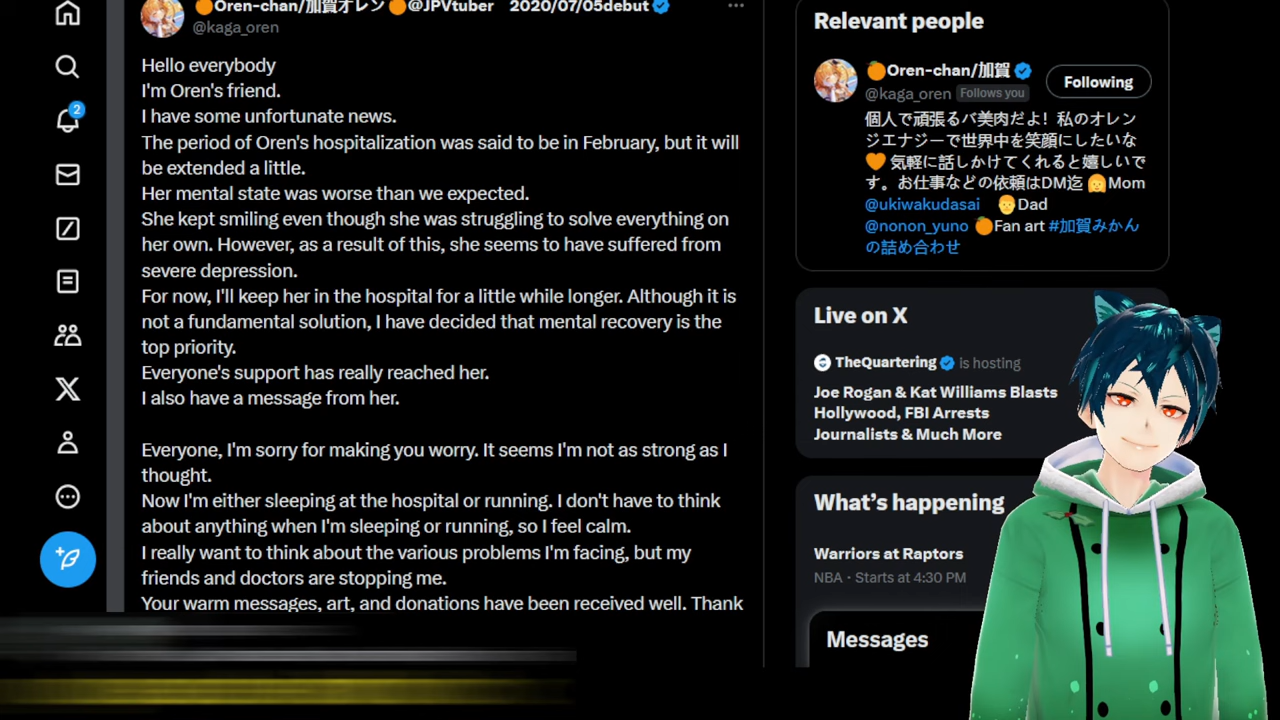 🍊Oren-chan/加賀オレン🍊@JPVtuber 2020/07/05debut
@kaga_oren
2
Hello everybody
I'm Oren's friend.
I have some unfortunate news.
The period of Oren's hospitalization was said to be in February, but it will
be extended a little.
Her mental state was worse than we expected.
She kept smiling even though she was struggling to solve everything on
her own. However, as a result of this, she seems to have suffered from
severe depression.
For now, I'll keep her in the hospital for a little while longer. Although it is
not a fundamental solution, I have decided that mental recovery is the
top priority.
Everyone's support has really reached her.
I also have a message from her.
Everyone, I'm sorry for making you worry. It seems I'm not as strong as I
thought.
Now I'm either sleeping at the hospital or running. I don't have to think
about anything when I'm sleeping or running, so I feel calm.
I really want to think about the various problems I'm facing, but my
friends and doctors are stopping me.
Your warm messages, art, and donations have been received well. Thank
Relevant people
🍊Oren-chan/加賀
@kaga_oren Follows you
Following
個人で頑張るバ美肉だよ！私のオレン
ジエナジーで世界中を笑顔にしたいな
🧡 気軽に話しかけてくれると嬉しいで
す。お仕事などの依頼はDM迄 👩Mom
@ukiwakudasai 👨Dad
@nonon_yuno 🍊Fan art #加賀みかん
の詰め合わせ
Live on X
TheQuartering is hosting
Joe Rogan & Kat Williams Blasts
Hollywood, FBI Arrests
Journalists & Much More
What's happening
Warriors at Raptors
NBA · Starts at 4:30 PM
Messages